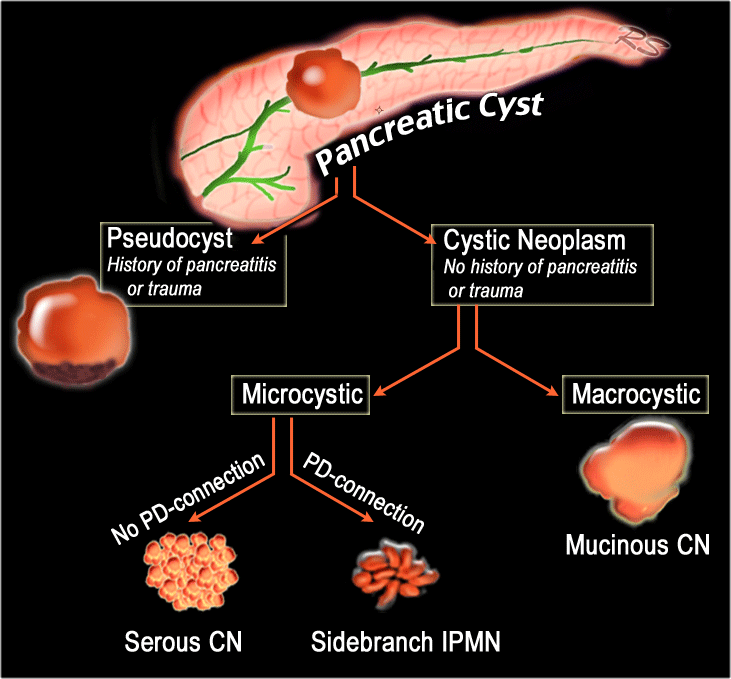 RS
Pancreatic Cyst
Pseudocyst
History of pancreatitis
or trauma
Cystic Neoplasm
No history of pancreatitis
or trauma
Microcystic
Macrocystic
No PD-connection
PD-connection
Mucinous CN
Serous CN
Sidebranch IPMN